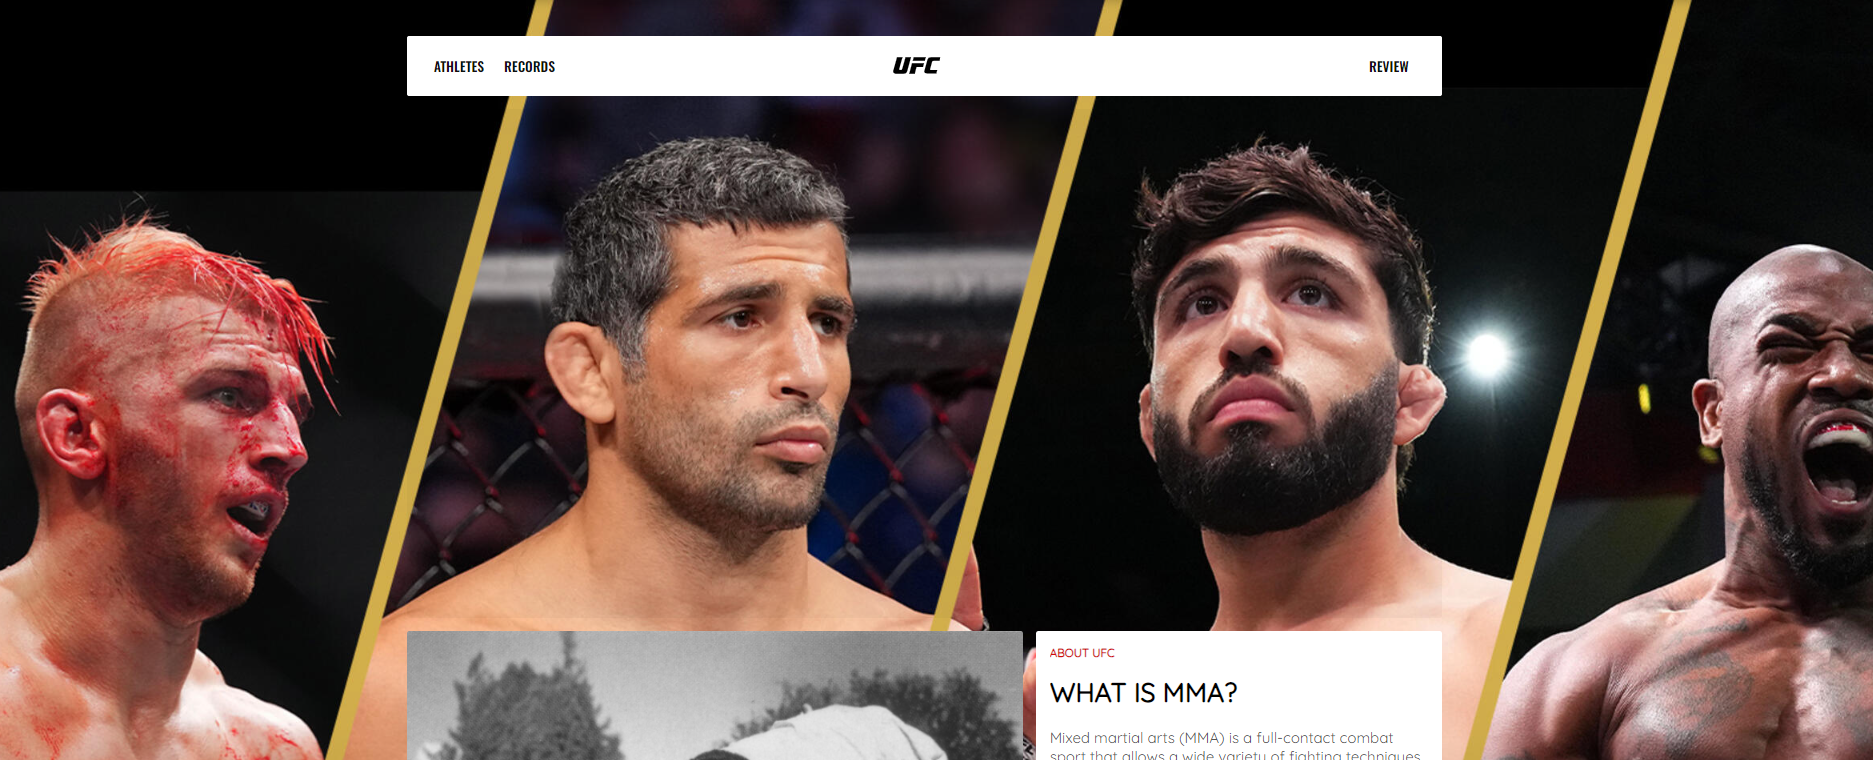 ATHLETES RECORDS UFC REVIEW
ABOUT UFC
WHAT IS MMA?
Mixed martial arts (MMA) is a full-contact combat
sport that allows a wide variety of fighting techniques